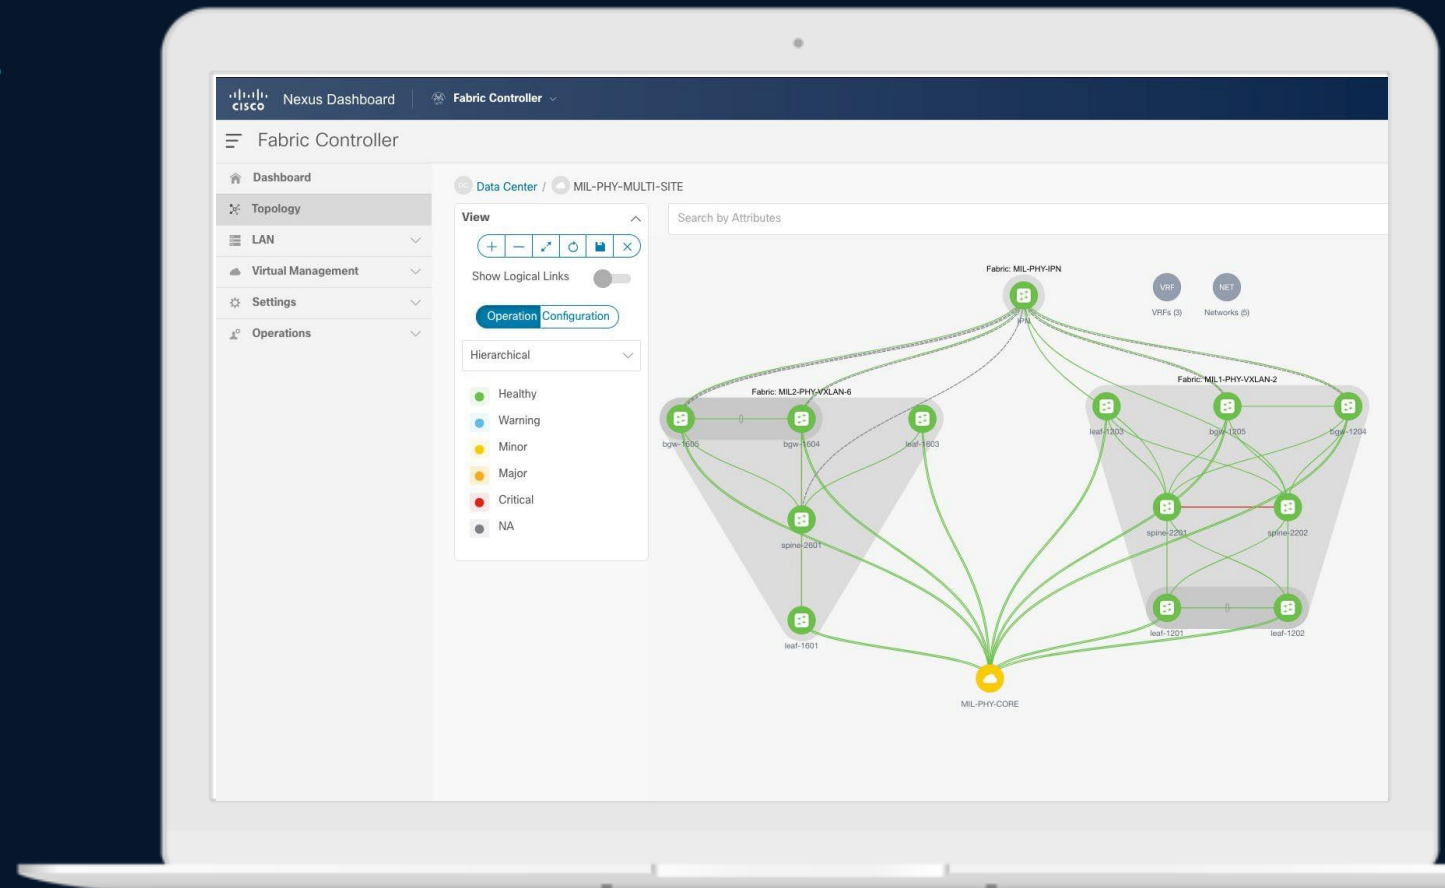 CISCO Nexus Dashboard
Fabric Controller
Fabric Controller
Dashboard
Topology
LAN
Virtual Management
Settings
Operations
DC Data Center / MIL-PHY-MULTI-SITE
View
Show Logical Links
Operation Configuration
Hierarchical
Healthy
Warning
Minor
Major
Critical
NA
Search by Attributes
Fabric: MIL-PHY-IPN
IPN
VRF
NET
VRFs (3)
Networks (5)
Fabric: MIL2-PHY-VXLAN-6
bgw-1605
bgw-1604
leaf-1603
spine-2601
leaf-1601
Fabric: MIL1-PHY-VXLAN-2
leaf-1203
bgw-1205
bgw-1204
spine-2201
spine-2202
leaf-1201
leaf-1202
MIL-PHY-CORE